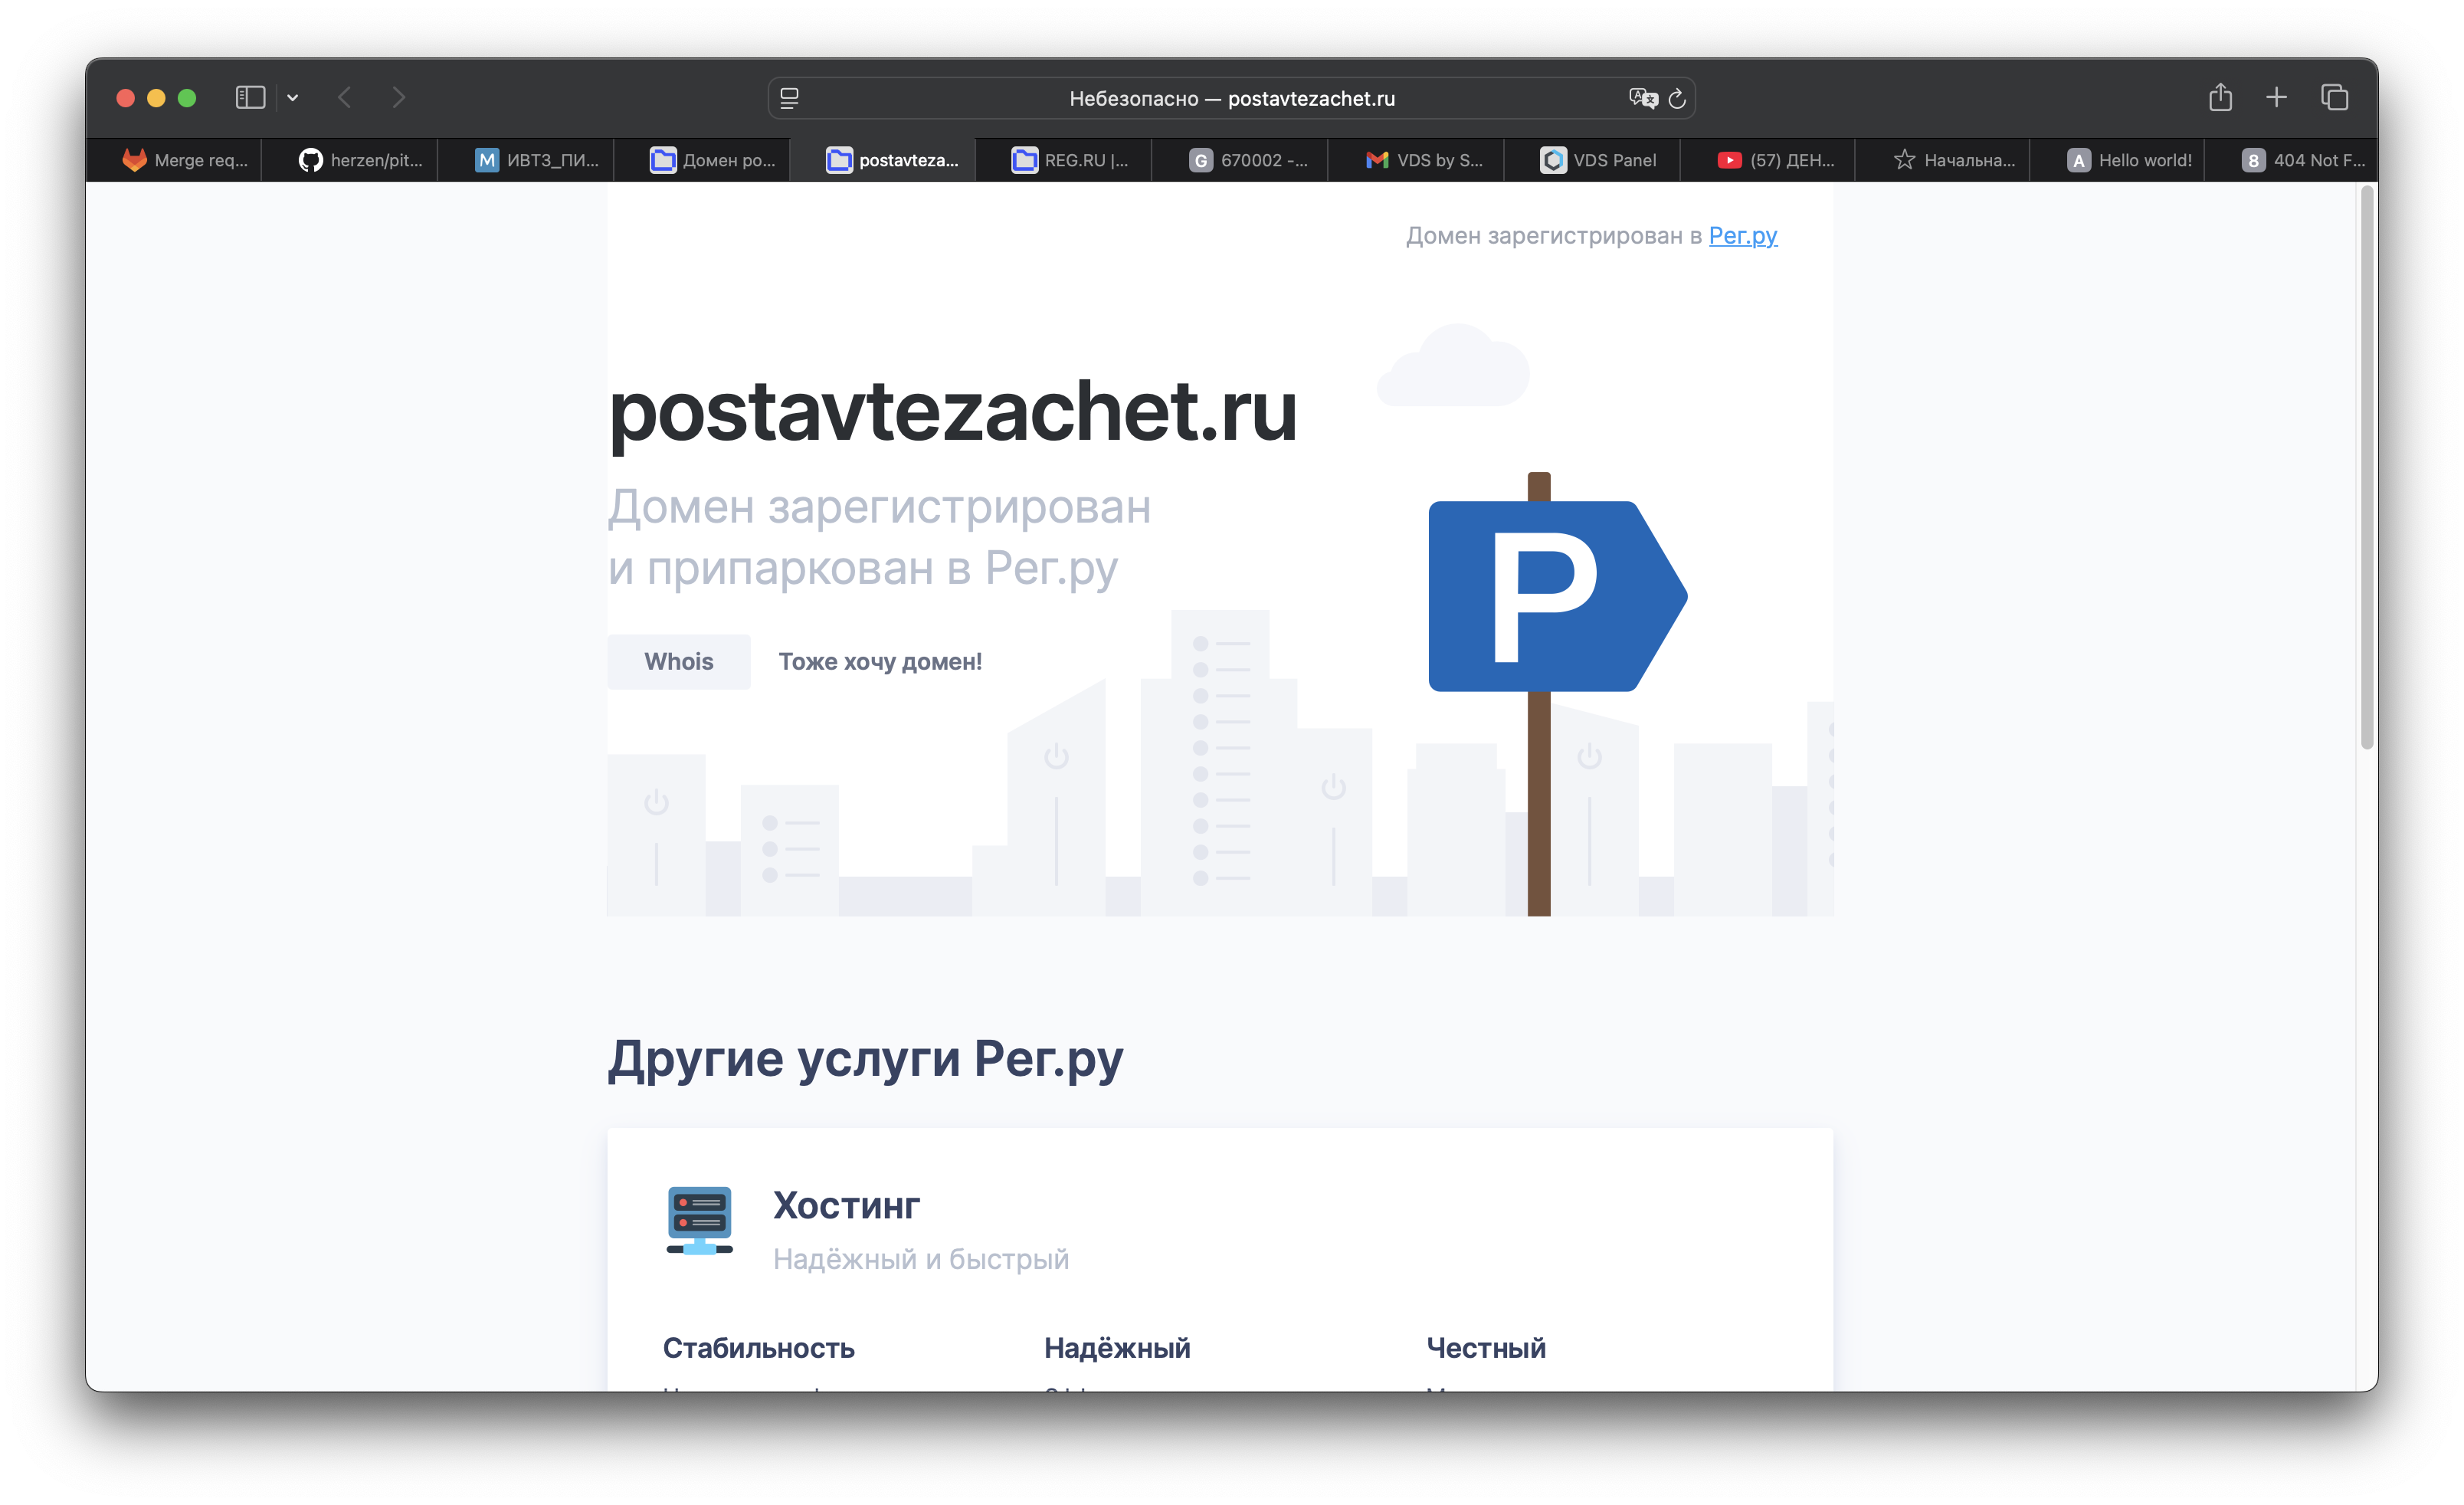 Небезопасно — postavtezachet.ru
Merge req...
herzen/pit...
M ИВТ3_ПИ...
Домен ро...
postavteza...
REG.RU |...
G 670002 -...
VDS by S...
VDS Panel
(57) ДЕН...
Начальна...
A Hello world!
8 404 Not F...
Домен зарегистрирован в Рег.ру
postavtezachet.ru
Домен зарегистрирован
и припаркован в Рег.ру
Whois
Тоже хочу домен!
P
Другие услуги Рег.ру
Хостинг
Надёжный и быстрый
Стабильность
Надёжный
Честный